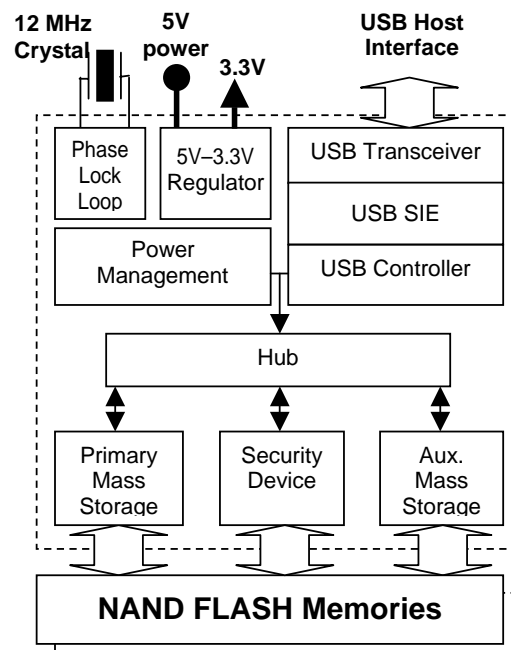 12 MHz
Crystal
5V
power
3.3V
USB Host
Interface
Phase
Lock
Loop
5V–3.3V
Regulator
USB Transceiver
USB SIE
USB Controller
Power
Management
Hub
Primary
Mass
Storage
Security
Device
Aux.
Mass
Storage
NAND FLASH Memories